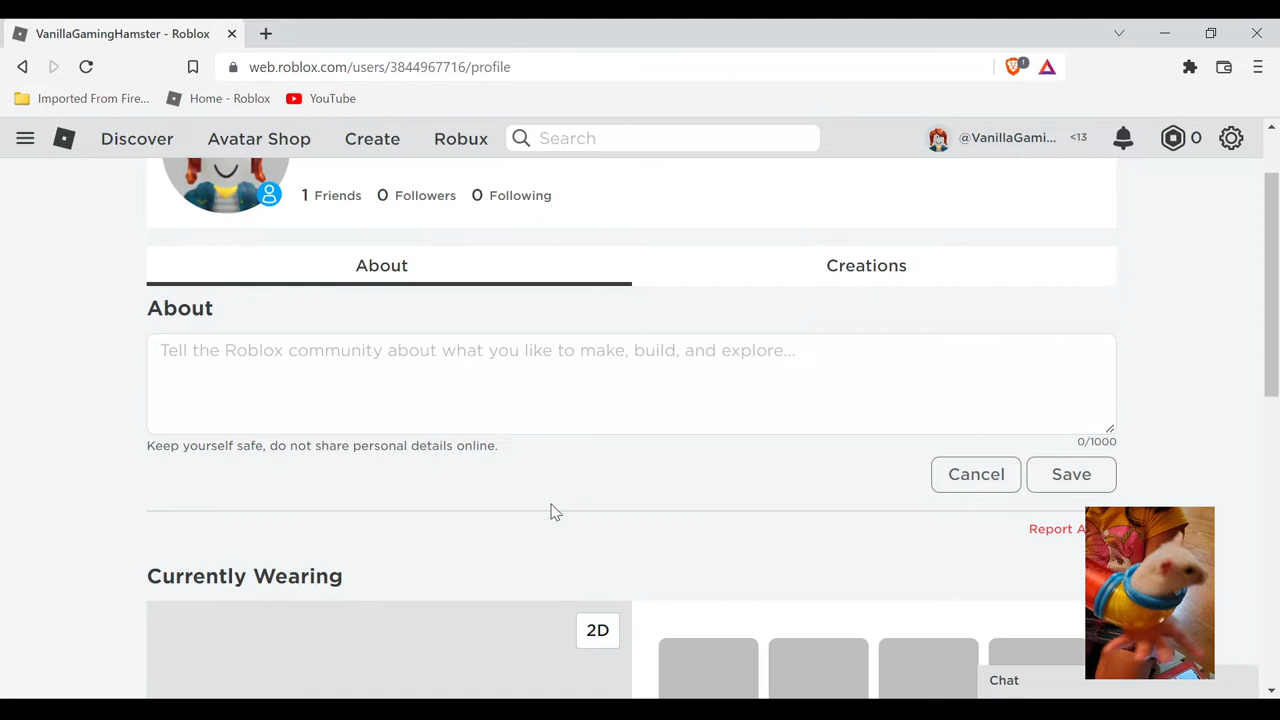 VanillaGamingHamster - Roblox
web.roblox.com/users/3844967716/profile
1
Imported From Fire...
Home - Roblox
YouTube
Discover
Avatar Shop
Create
Robux
Search
@VanillaGami...
<13
0
1 Friends
0 Followers
0 Following
About
Creations
About
Tell the Roblox community about what you like to make, build, and explore...
Keep yourself safe, do not share personal details online.
0/1000
Cancel
Save
Report A
Currently Wearing
2D
Chat